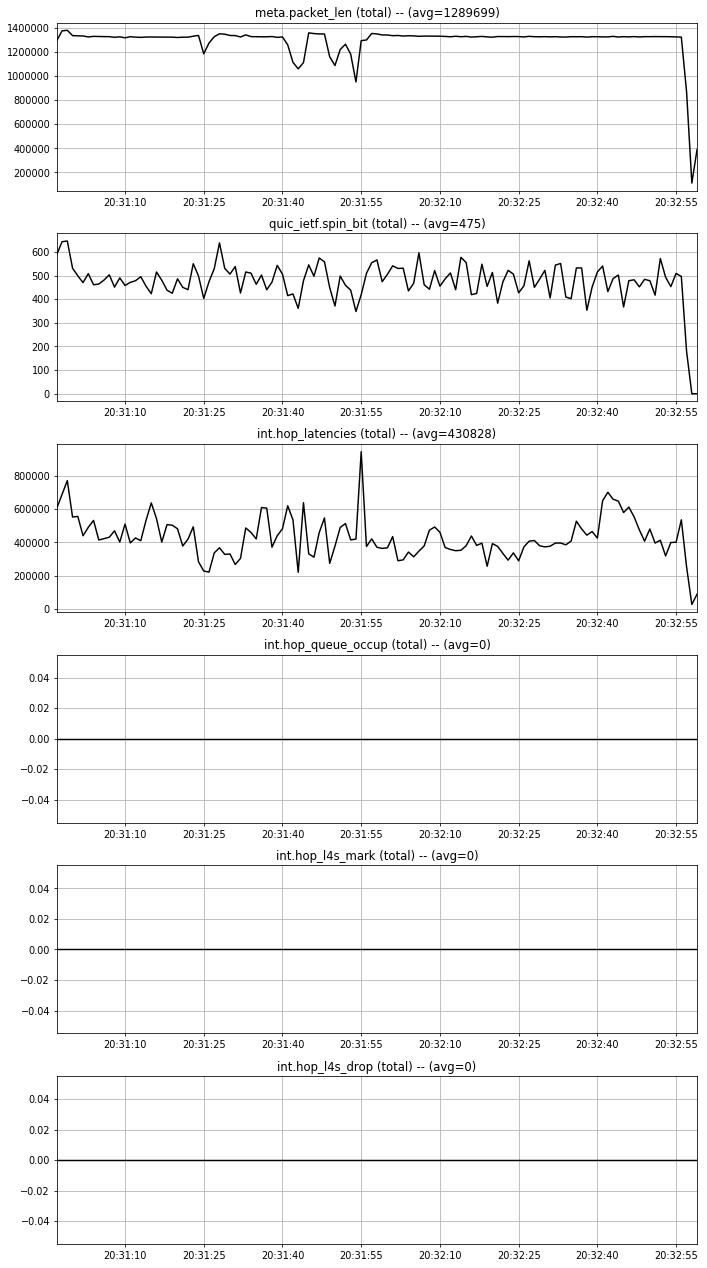 meta.packet_len (total) -- (avg=1289699)
1400000
1200000
1000000
800000
600000
400000
200000
20:31:10 20:31:25 20:31:40 20:31:55 20:32:10 20:32:25 20:32:40 20:32:55
quic_ietf.spin_bit (total) -- (avg=475)
600
500
400
300
200
100
0
20:31:10 20:31:25 20:31:40 20:31:55 20:32:10 20:32:25 20:32:40 20:32:55
int.hop_latencies (total) -- (avg=430828)
800000
600000
400000
200000
0
20:31:10 20:31:25 20:31:40 20:31:55 20:32:10 20:32:25 20:32:40 20:32:55
int.hop_queue_occup (total) -- (avg=0)
0.04
0.02
0.00
−0.02
−0.04
20:31:10 20:31:25 20:31:40 20:31:55 20:32:10 20:32:25 20:32:40 20:32:55
int.hop_l4s_mark (total) -- (avg=0)
0.04
0.02
0.00
−0.02
−0.04
20:31:10 20:31:25 20:31:40 20:31:55 20:32:10 20:32:25 20:32:40 20:32:55
int.hop_l4s_drop (total) -- (avg=0)
0.04
0.02
0.00
−0.02
−0.04
20:31:10 20:31:25 20:31:40 20:31:55 20:32:10 20:32:25 20:32:40 20:32:55